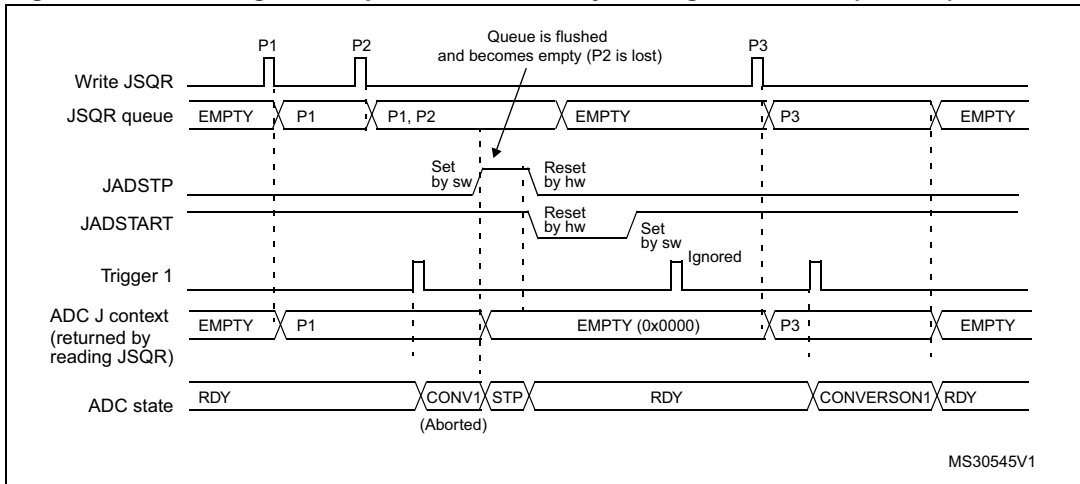 P1 P2 Queue is flushed and becomes empty (P2 is lost) P3
Write JSQR
JSQR queue EMPTY P1 P1, P2 EMPTY P3 EMPTY
Set by sw Reset by hw
JADSTP
JADSTART Reset by hw Set by sw
Ignored
Trigger 1
ADC J context (returned by reading JSQR) EMPTY P1 EMPTY (0x0000) P3 EMPTY
ADC state RDY CONV1 STP RDY CONVERSON1 RDY
(Aborted)
MS30545V1